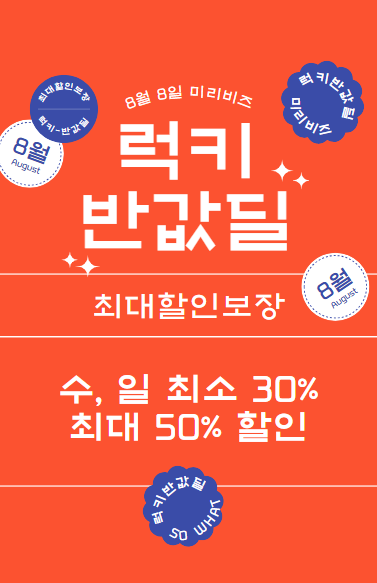 8월 8일 미리비즈
최대할인보장
럭키-반값딜
럭키반값딜
미리비즈
8월
August
럭키
반값딜
8월
August
최대할인보장
수, 일 최소 30%
최대 50% 할인
럭키반값딜
SO WHAT